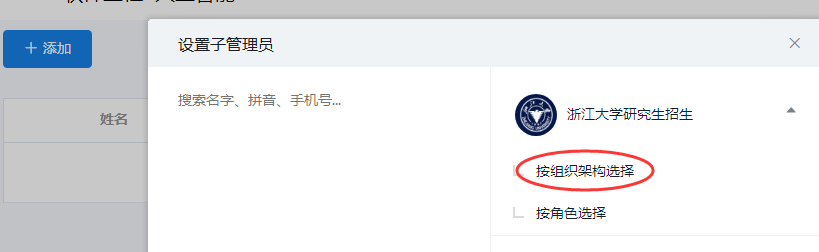 + 添加
设置子管理员
搜索名字、拼音、手机号...
姓名
浙江大学研究生招生
按组织架构选择
按角色选择